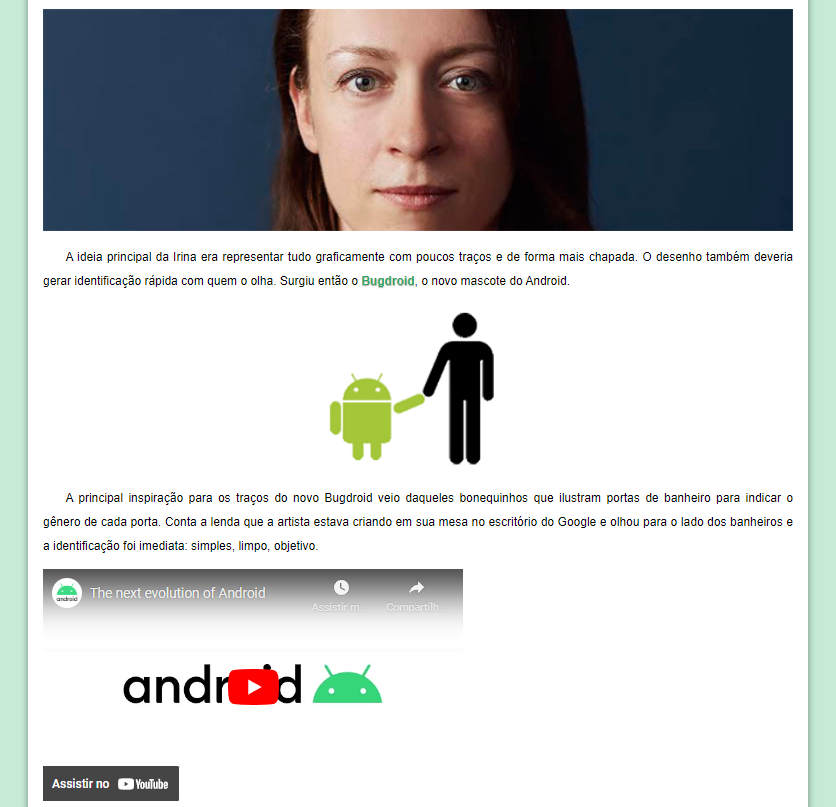 A ideia principal da Irina era representar tudo graficamente com poucos traços e de forma mais chapada. O desenho também deveria
gerar identificação rápida com quem o olha. Surgiu então o Bugdroid, o novo mascote do Android.
A principal inspiração para os traços do novo Bugdroid veio daqueles bonequinhos que ilustram portas de banheiro para indicar o
gênero de cada porta. Conta a lenda que a artista estava criando em sua mesa no escritório do Google e olhou para o lado dos banheiros e
a identificação foi imediata: simples, limpo, objetivo.
android
The next evolution of Android
Assistir m...
Compartilh...
android
Assistir no YouTube